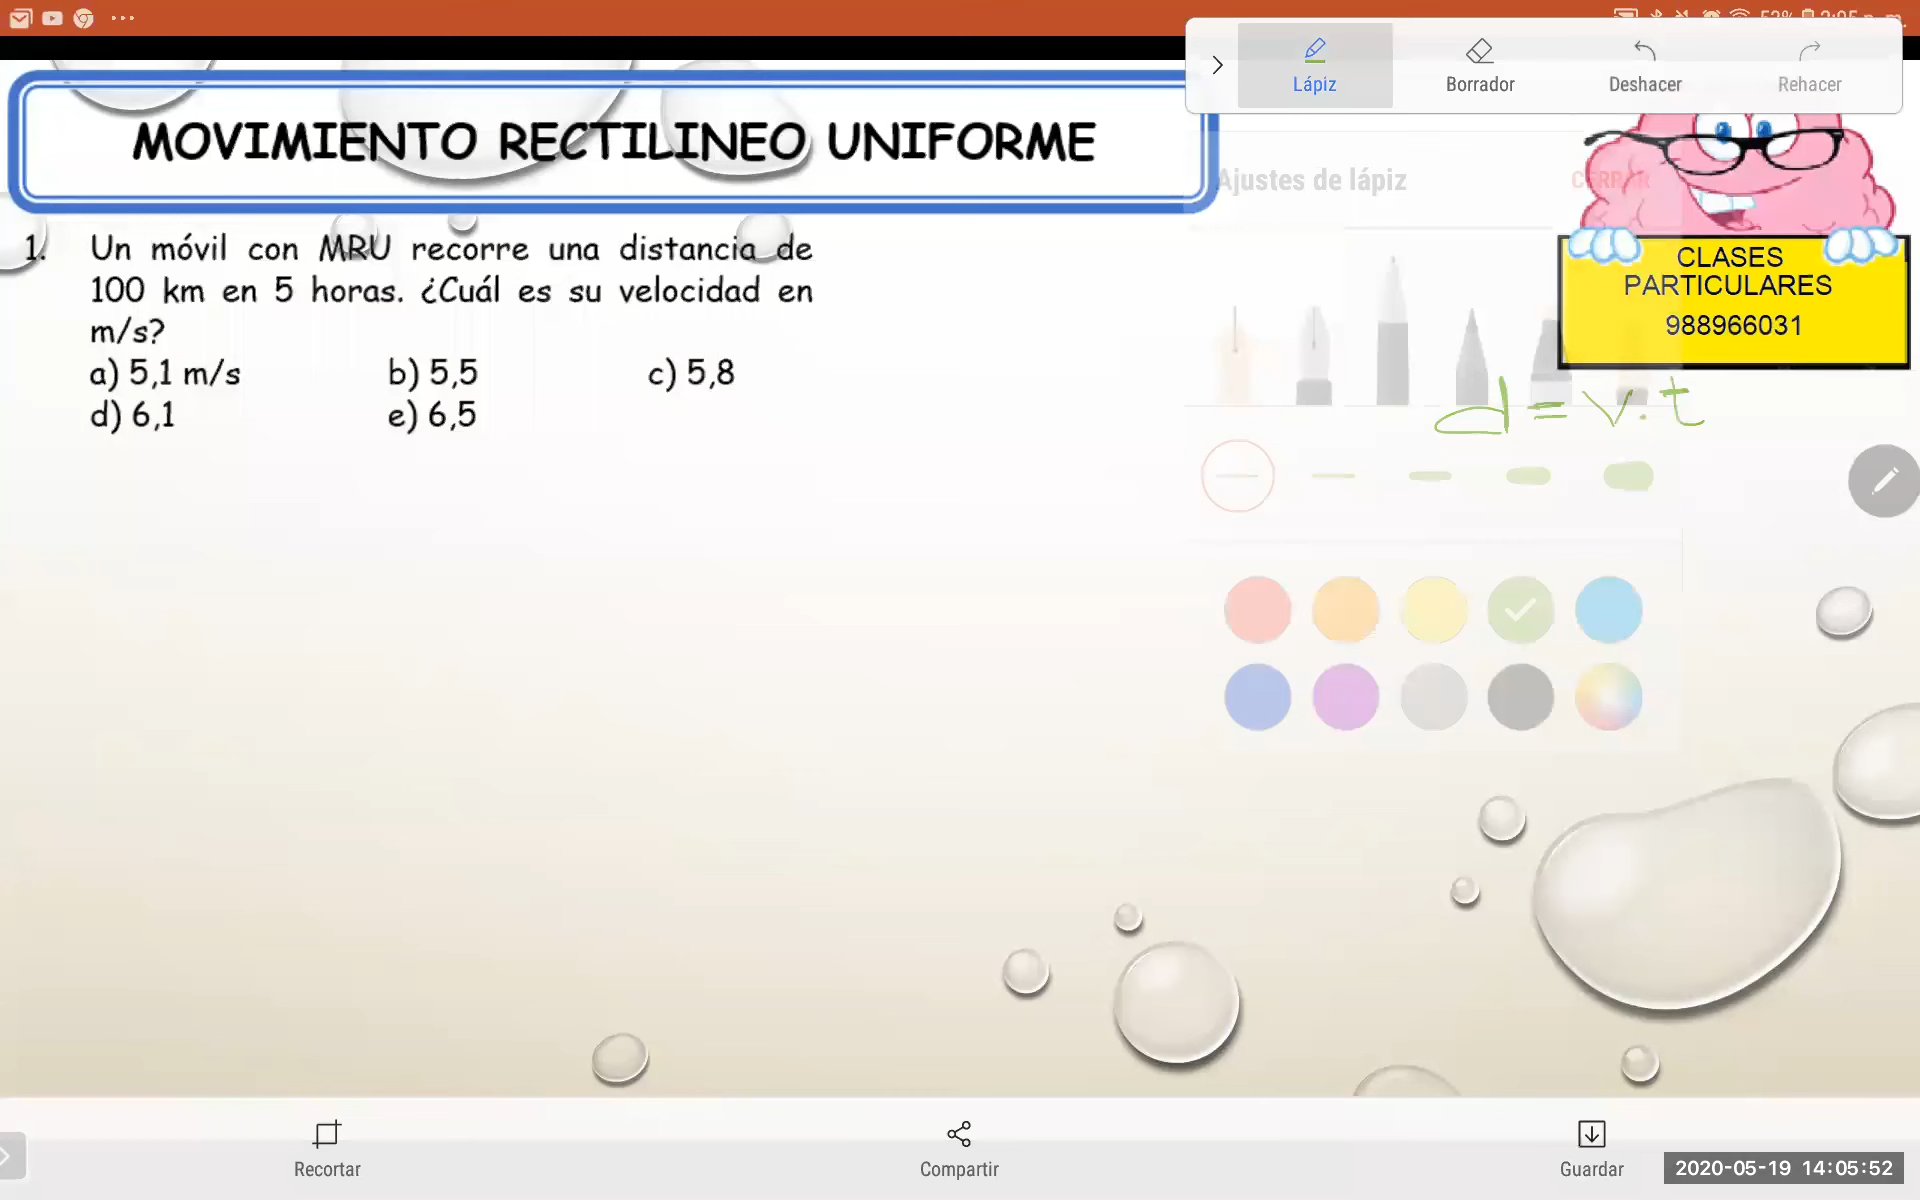 Lápiz
Borrador
Deshacer
Rehacer
MOVIMIENTO RECTILINEO UNIFORME
Ajustes de lápiz
CERRAR
1. Un móvil con MRU recorre una distancia de
100 km en 5 horas. ¿Cuál es su velocidad en
m/s?
a) 5,1 m/s b) 5,5 c) 5,8
d) 6,1 e) 6,5
CLASES
PARTICULARES
988966031
d = v.t
Recortar
Compartir
Guardar
2020-05-19 14:05:52